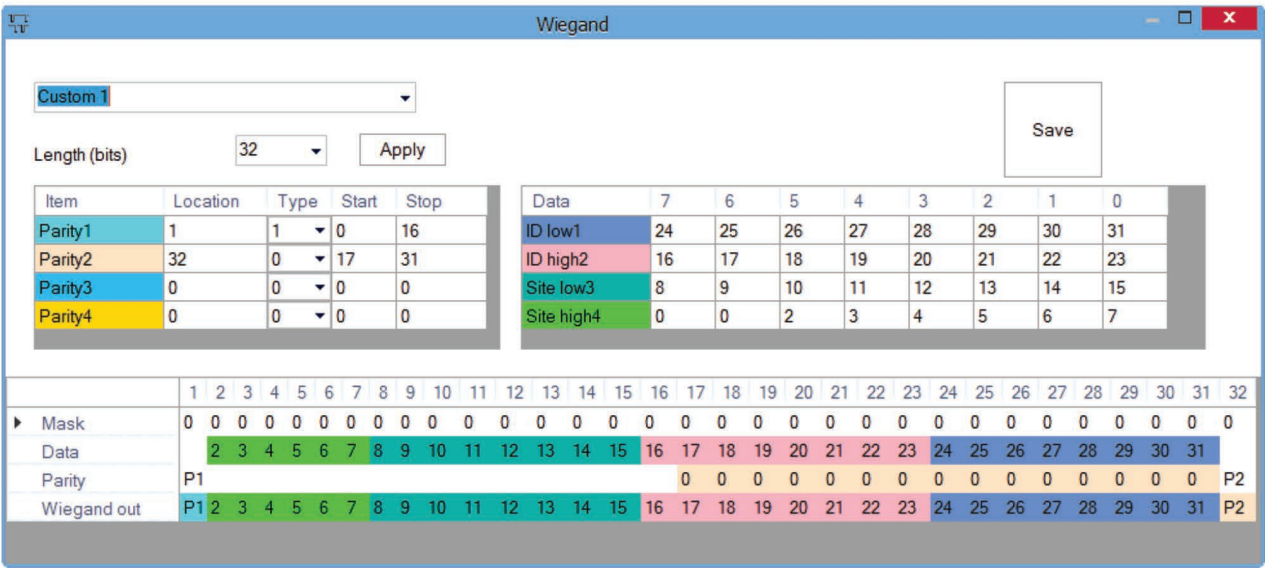 Wiegand
Custom 1
Save
Length (bits) 32 Apply
Item Location Type Start Stop
Parity1 1 1 0 16
Parity2 32 0 17 31
Parity3 0 0 0 0
Parity4 0 0 0 0
Data 7 6 5 4 3 2 1 0
ID low1 24 25 26 27 28 29 30 31
ID high2 16 17 18 19 20 21 22 23
Site low3 8 9 10 11 12 13 14 15
Site high4 0 0 2 3 4 5 6 7
1 2 3 4 5 6 7 8 9 10 11 12 13 14 15 16 17 18 19 20 21 22 23 24 25 26 27 28 29 30 31 32
Mask 0 0 0 0 0 0 0 0 0 0 0 0 0 0 0 0 0 0 0 0 0 0 0 0 0 0 0 0 0 0 0 0
Data 2 3 4 5 6 7 8 9 10 11 12 13 14 15 16 17 18 19 20 21 22 23 24 25 26 27 28 29 30 31
Parity P1 0 0 0 0 0 0 0 0 0 0 0 0 0 0 0 P2
Wiegand out P1 2 3 4 5 6 7 8 9 10 11 12 13 14 15 16 17 18 19 20 21 22 23 24 25 26 27 28 29 30 31 P2